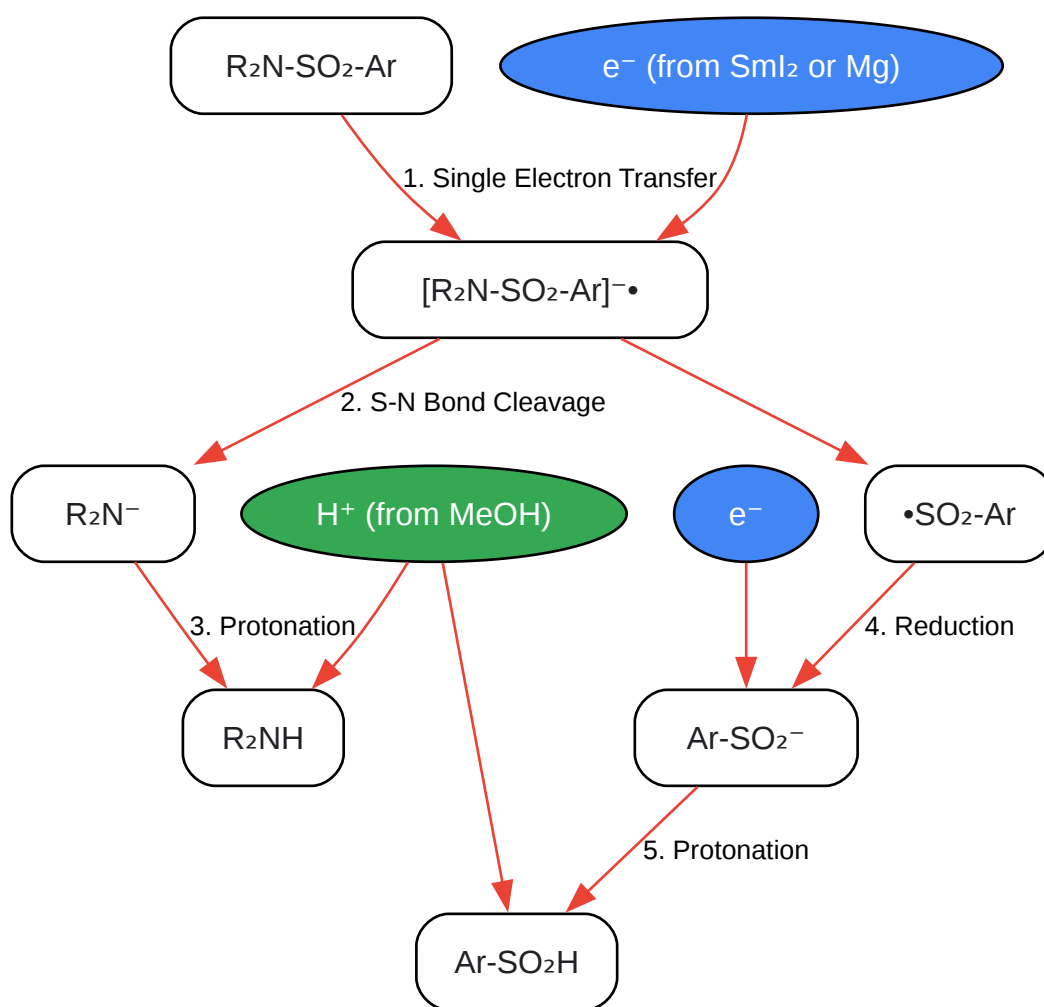 R₂N-SO₂-Ar
e⁻ (from SmI₂ or Mg)
1. Single Electron Transfer
[R₂N-SO₂-Ar]⁻•
2. S-N Bond Cleavage
R₂N⁻
H⁺ (from MeOH)
e⁻
•SO₂-Ar
3. Protonation
4. Reduction
R₂NH
Ar-SO₂⁻
5. Protonation
Ar-SO₂H